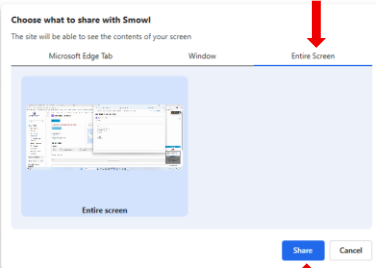 Choose what to share with Smowl
The site will be able to see the contents of your screen
Microsoft Edge Tab Window Entire Screen
Entire screen
Share Cancel